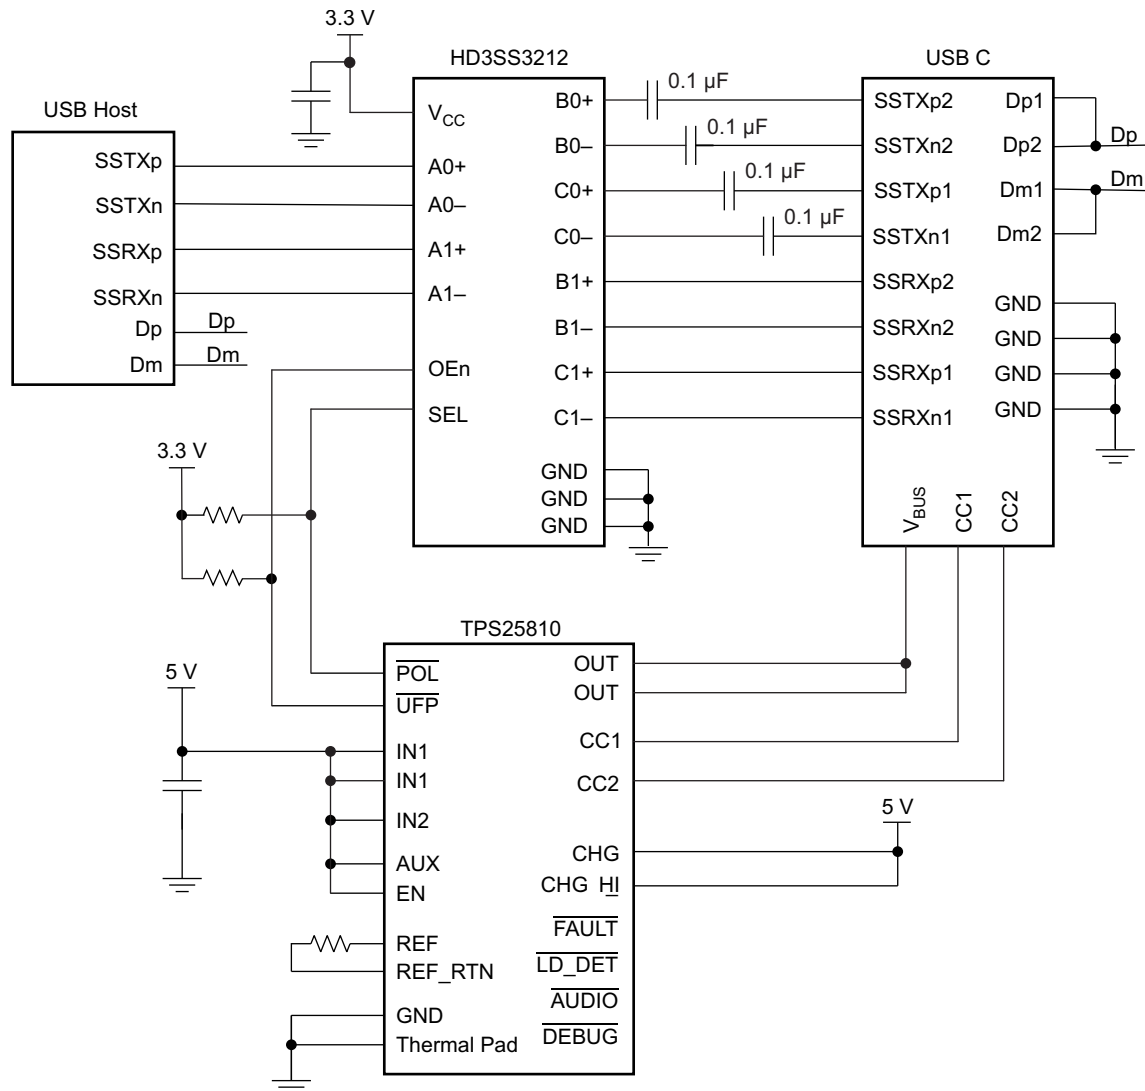 3.3 V
HD3SS3212
USB C
USB Host
0.1 µF
0.1 µF
0.1 µF
0.1 µF
SSTXp
SSTXn
SSRXp
SSRXn
Dp
Dm
Dp
Dm
VCC
A0+
A0–
A1+
A1–
OEn
SEL
B0+
B0–
C0+
C0–
B1+
B1–
C1+
C1–
GND
GND
GND
SSTXp2
SSTXn2
SSTXp1
SSTXn1
SSRXp2
SSRXn2
SSRXp1
SSRXn1
Dp1
Dp2
Dm1
Dm2
GND
GND
GND
GND
Dp
Dm
VBUS
CC1
CC2
3.3 V
TPS25810
5 V
POL
UFP
IN1
IN1
IN2
AUX
EN
REF
REF_RTN
GND
Thermal Pad
OUT
OUT
CC1
CC2
CHG
CHG_HI
FAULT
LD_DET
AUDIO
DEBUG
5 V